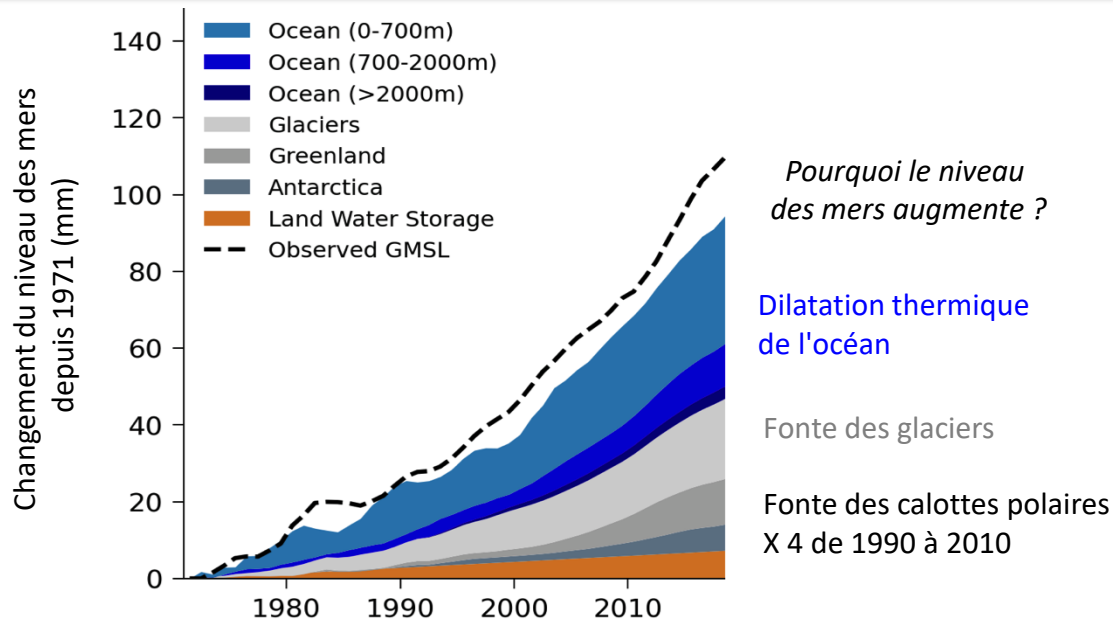 Changement du niveau des mers
depuis 1971 (mm)
140
120
100
80
60
40
20
0
Ocean (0-700m)
Ocean (700-2000m)
Ocean (>2000m)
Glaciers
Greenland
Antarctica
Land Water Storage
Observed GMSL
1980
1990
2000
2010
Pourquoi le niveau
des mers augmente ?
Dilatation thermique
de l'océan
Fonte des glaciers
Fonte des calottes polaires
X 4 de 1990 à 2010